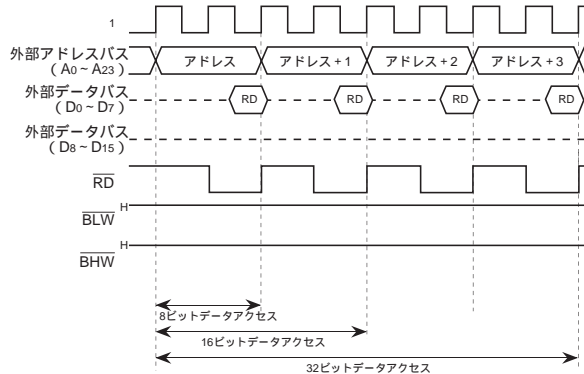 1
外部アドレスバス
（A0～A23）
アドレス
アドレス+1
アドレス+2
アドレス+3
外部データバス
（D0～D7）
RD
RD
RD
RD
外部データバス
（D8～D15）
RD
H
BLW
H
BHW
8ビットデータアクセス
16ビットデータアクセス
32ビットデータアクセス